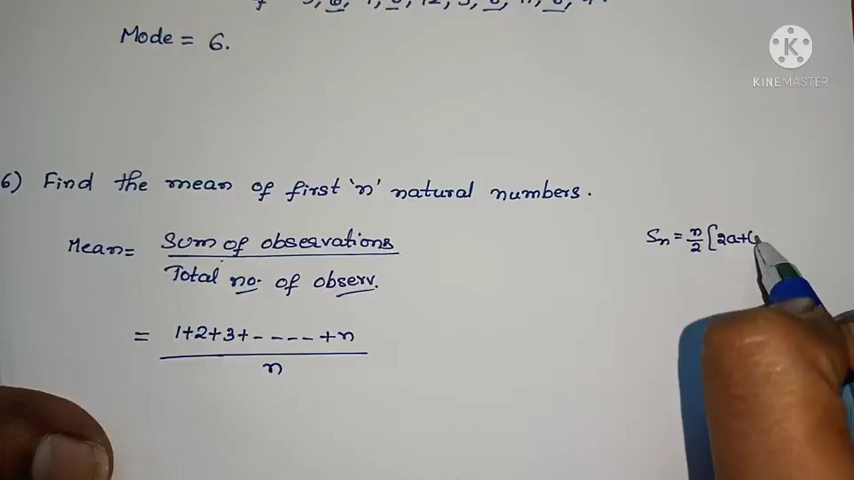 Mode = 6.
K
KINEMASTER
6) Find the mean of first 'n' natural numbers.
Mean = Sum of observations
Total no. of observ.
Sn = n/2 [2a+(
= 1+2+3+ - - - - +n
n